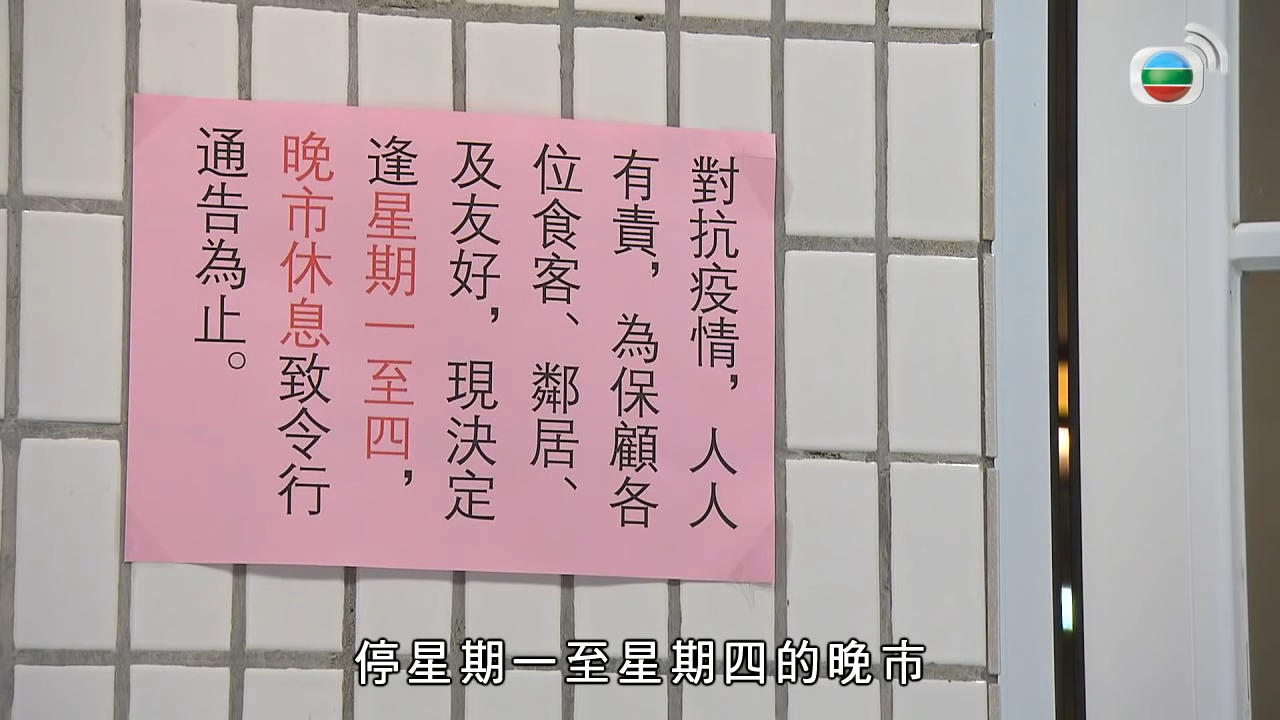 對抗疫情，人人
有責，為保顧各
位食客、鄰居、
及友好，現決定
逢星期一至四，
晚市休息致令行
通告為止。
停星期一至星期四的晚市